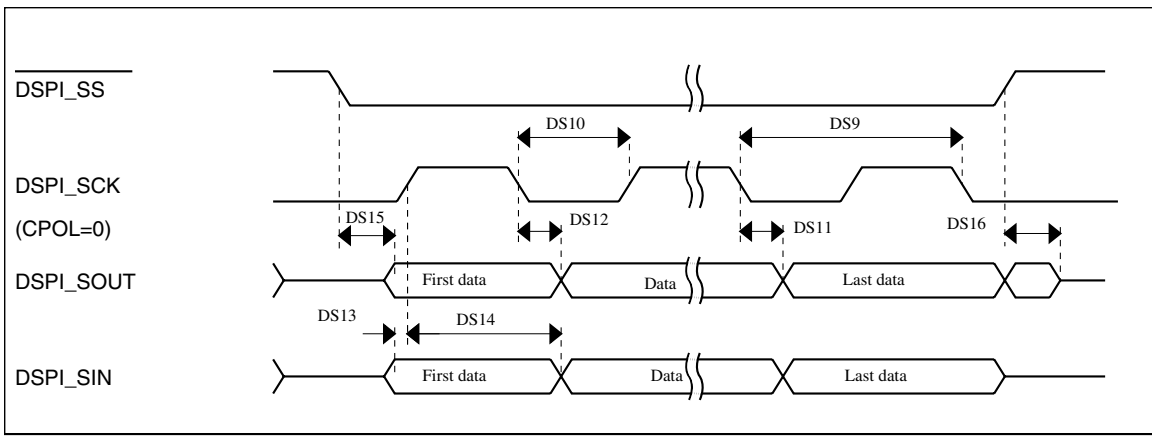 DSPI_SS
DS10
DS9
DSPI_SCK
(CPOL=0)
DS15
DS12
DS11
DS16
DSPI_SOUT
First data
Data
Last data
DS13
DS14
DSPI_SIN
First data
Data
Last data